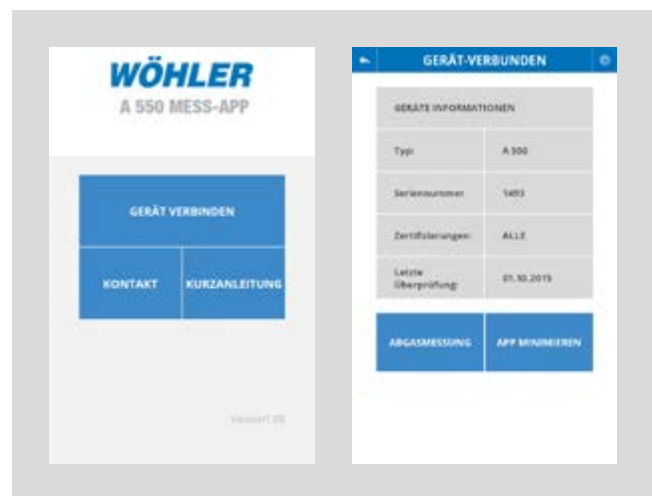 WÖHLER
A 550 MESS-APP
GERÄT VERBINDEN
KONTAKT
KURZANLEITUNG
GERÄT-VERBUNDEN
GERÄTE INFORMATIONEN
Typ:
Seriennummer
1493
Zertifizierungen:
ALLE
Letzte
Überprüfung:
01.10.2015
ABGASMESSUNG
APP MINIMIEREN